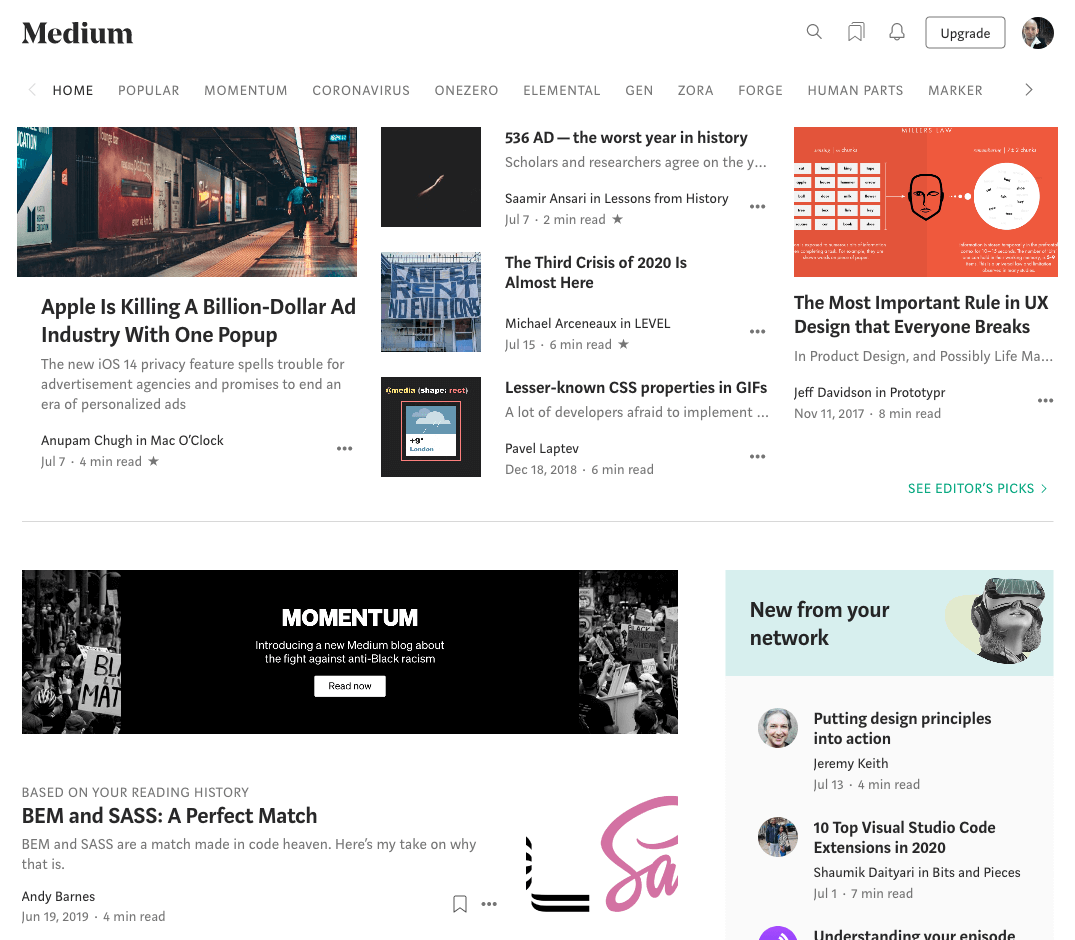 Medium
Upgrade
HOME POPULAR MOMENTUM CORONAVIRUS ONEZERO ELEMENTAL GEN ZORA FORGE HUMAN PARTS MARKER
Apple Is Killing A Billion-Dollar Ad
Industry With One Popup
The new iOS 14 privacy feature spells trouble for
advertisement agencies and promises to end an
era of personalized ads
Anupam Chugh in Mac O’Clock
Jul 7 · 4 min read ★
536 AD — the worst year in history
Scholars and researchers agree on the y…
Saamir Ansari in Lessons from History
Jul 7 · 2 min read ★
CANCEL
RENT
NO EVICTIONS
The Third Crisis of 2020 Is
Almost Here
Michael Arceneaux in LEVEL
Jul 15 · 6 min read ★
@media (shape: rect)
+9°
London
Lesser-known CSS properties in GIFs
A lot of developers afraid to implement …
Pavel Laptev
Dec 18, 2018 · 6 min read
MILLERS LAW
The Most Important Rule in UX
Design that Everyone Breaks
In Product Design, and Possibly Life Ma…
Jeff Davidson in Prototypr
Nov 11, 2017 · 8 min read
SEE EDITOR’S PICKS
MOMENTUM
Introducing a new Medium blog about
the fight against anti-Black racism
Read now
BASED ON YOUR READING HISTORY
BEM and SASS: A Perfect Match
BEM and SASS are a match made in code heaven. Here’s my take on why
that is.
Andy Barnes
Jun 19, 2019 · 4 min read
New from your
network
Putting design principles
into action
Jeremy Keith
Jul 13 · 4 min read
10 Top Visual Studio Code
Extensions in 2020
Shaumik Daityari in Bits and Pieces
Jul 1 · 7 min read
Understanding your episode